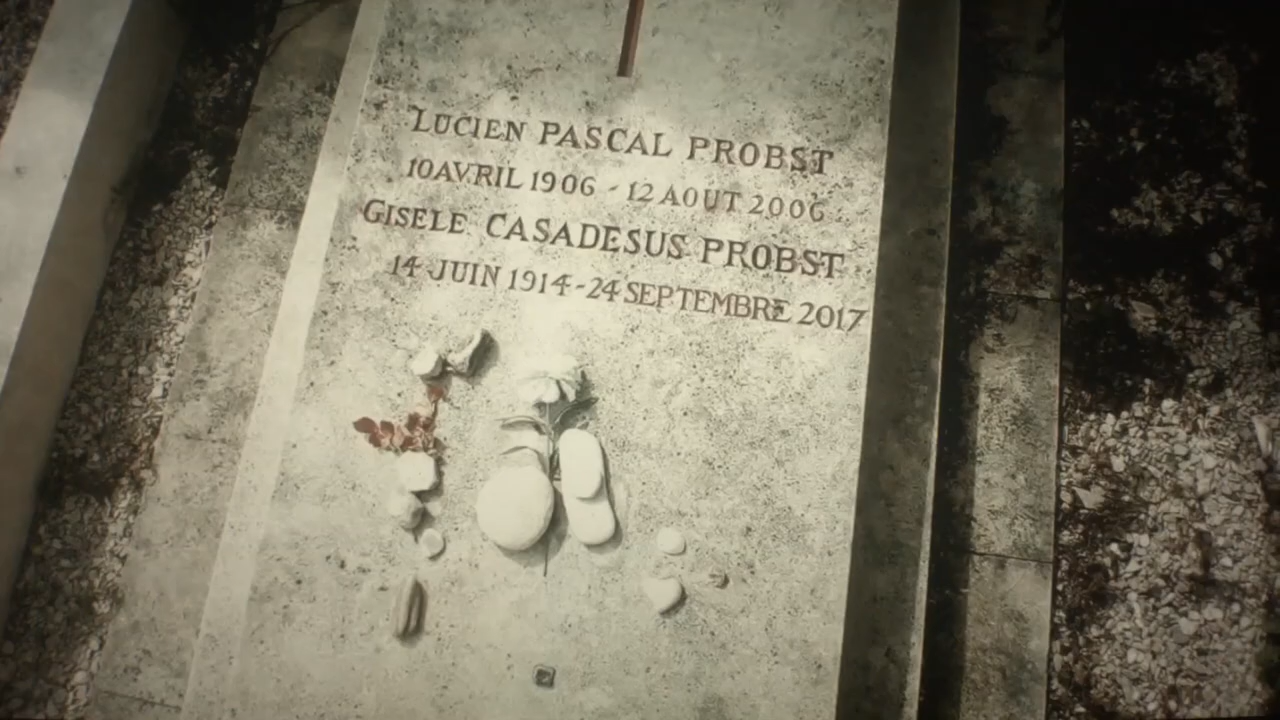 LUCIEN PASCAL PROBST
10 AVRIL 1906 - 12 AOUT 2006
GISELE CASADESUS PROBST
14 JUIN 1914 - 24 SEPTEMBRE 2017